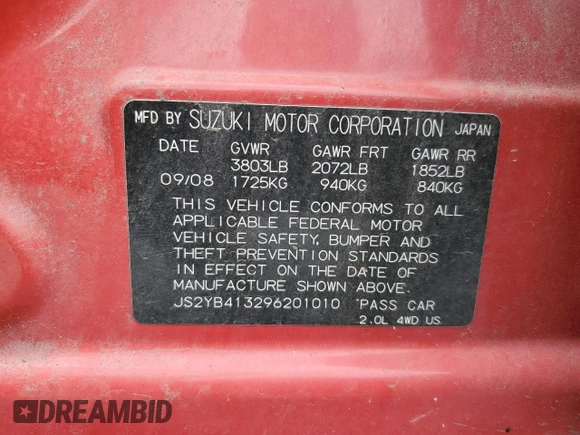 MFD BY SUZUKI MOTOR CORPORATION JAPAN
DATE GVWR GAWR FRT GAWR RR
3803LB 2072LB 1852LB
09/08 1725KG 940KG 840KG
THIS VEHICLE CONFORMS TO ALL
APPLICABLE FEDERAL MOTOR
VEHICLE SAFETY, BUMPER AND
THEFT PREVENTION STANDARDS
IN EFFECT ON THE DATE OF
MANUFACTURE SHOWN ABOVE.
JS2YB413296201010 PASS CAR
2.0L 4WD US
DREAMBID